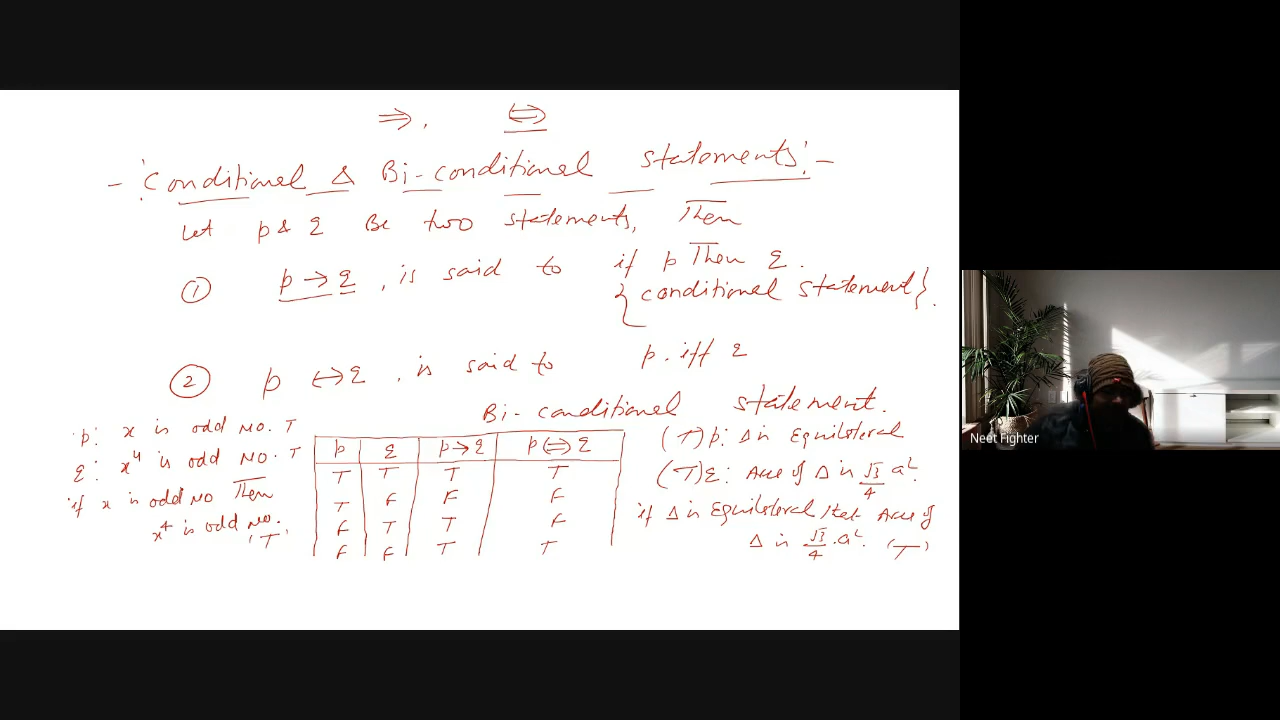 ⇒, ⇔
- 'Conditional & Bi-conditional statements' -
Let p & q Be two statements, Then
① p → q, is said to if p Then q.
{conditional statement}.
② p ↔ q, is said to p. iff q
Bi-conditional statement.
p: x is odd NO. T
q: x⁴ is odd NO. T
if x is odd NO Then
x⁴ is odd NO.
(T)
p q p → q p ⇔ q
T T T T
T F F F
F T T F
F F T T
(T) p: Δ is Equilateral
(T) q: Area of Δ is √3/4 a².
if Δ is Equilateral then Area of
Δ is √3/4 . a². (T)
Neet Fighter